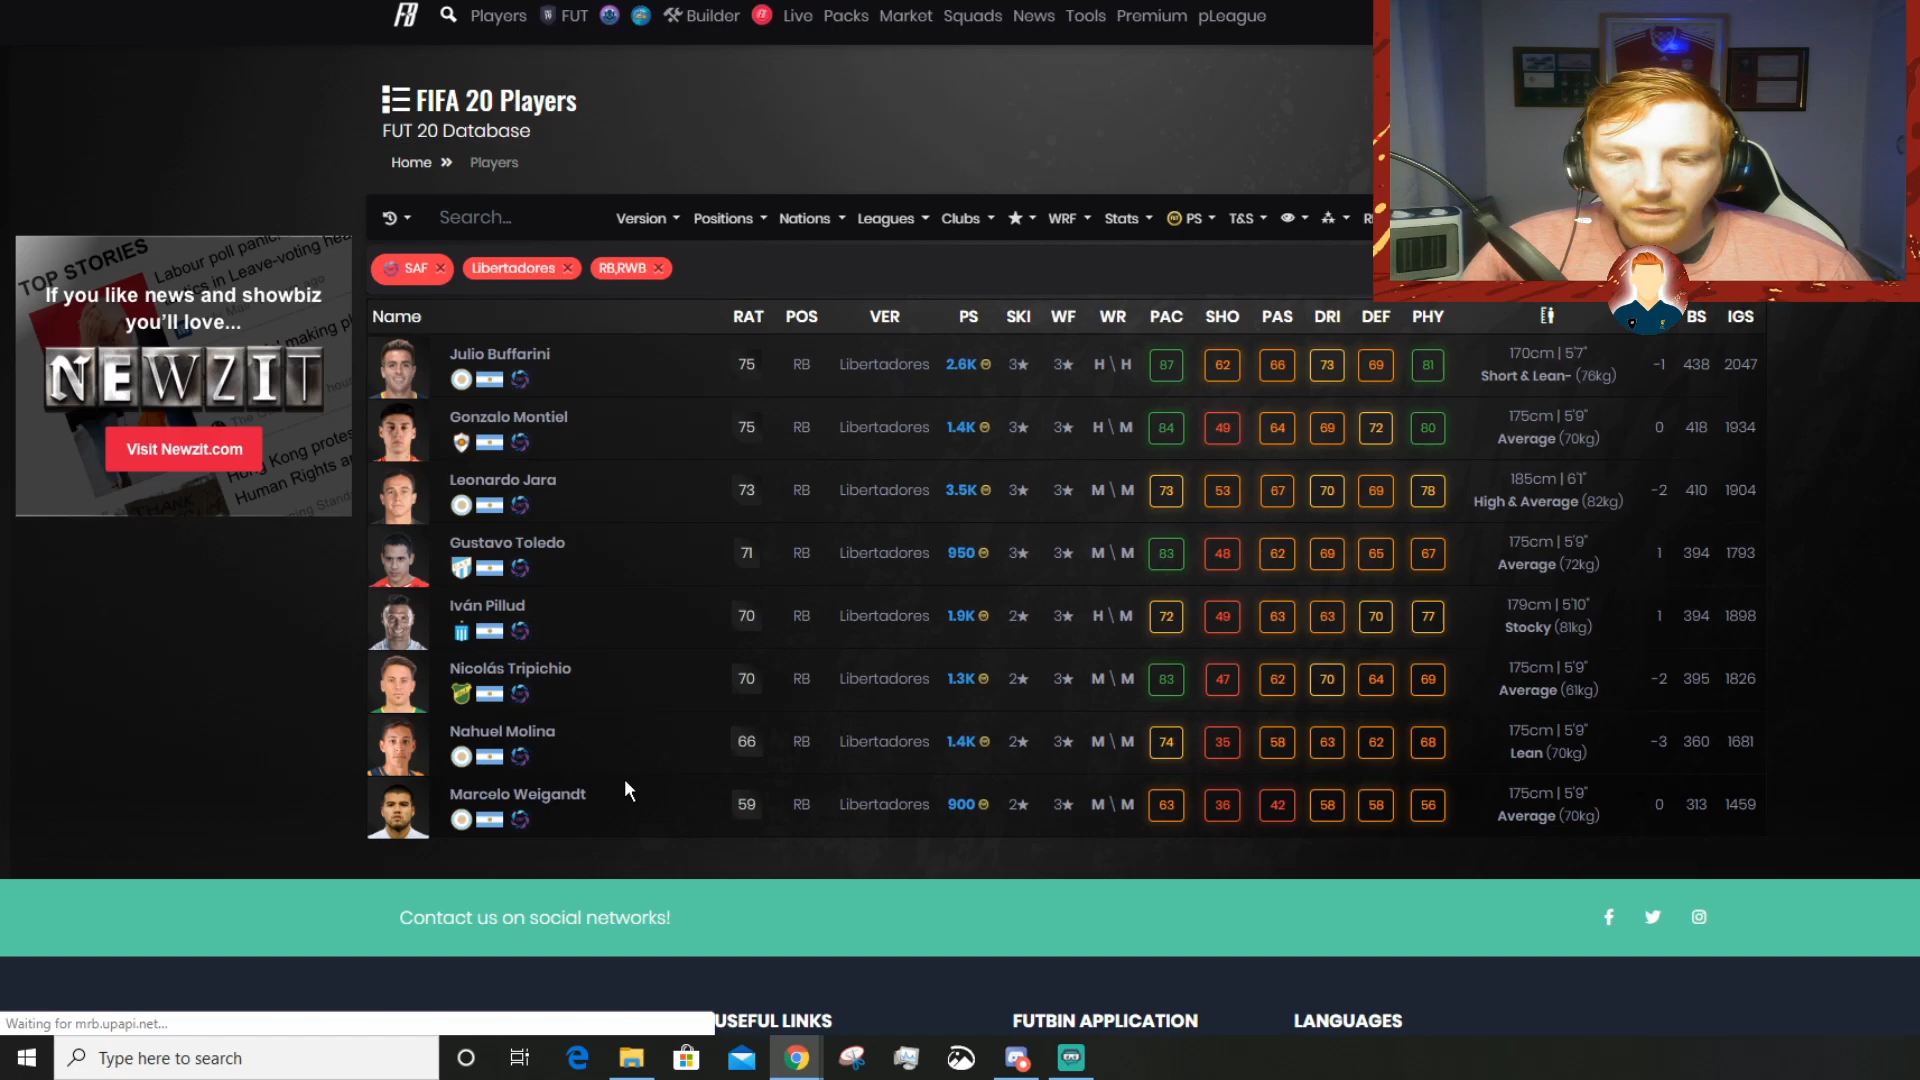 Players FUT Builder Live Packs Market Squads News Tools Premium pLeague
FIFA 20 Players
FUT 20 Database
Home » Players
Search... Version Positions Nations Leagues Clubs WRF Stats PS T&S
SAF × Libertadores × RB,RWB ×
Name RAT POS VER PS SKI WF WR PAC SHO PAS DRI DEF PHY BS IGS
Julio Buffarini 75 RB Libertadores 2.6K 3★ 3★ H \ H 87 62 66 73 69 81 170cm | 5'7" -1 438 2047
Short & Lean- (76kg)
Gonzalo Montiel 75 RB Libertadores 1.4K 3★ 3★ H \ M 84 49 64 69 72 80 175cm | 5'9" 0 418 1934
Average (70kg)
Leonardo Jara 73 RB Libertadores 3.5K 3★ 3★ M \ M 73 53 67 70 69 78 185cm | 6'1" -2 410 1904
High & Average (82kg)
Gustavo Toledo 71 RB Libertadores 950 3★ 3★ M \ M 83 48 62 69 65 67 175cm | 5'9" 1 394 1793
Average (72kg)
Iván Pillud 70 RB Libertadores 1.9K 2★ 3★ H \ M 72 49 63 63 70 77 179cm | 5'10" 1 394 1898
Stocky (81kg)
Nicolás Tripichio 70 RB Libertadores 1.3K 2★ 3★ M \ M 83 47 62 70 64 69 175cm | 5'9" -2 395 1826
Average (61kg)
Nahuel Molina 66 RB Libertadores 1.4K 2★ 3★ M \ M 74 35 58 63 62 68 175cm | 5'9" -3 360 1681
Lean (70kg)
Marcelo Weigandt 59 RB Libertadores 900 2★ 3★ M \ M 63 36 42 58 58 56 175cm | 5'9" 0 313 1459
Average (70kg)
TOP STORIES
Labour poll panic
in Leave-voting hea
If you like news and showbiz
you'll love...
NEWZIT
Visit Newzit.com
Hong Kong protes
Human Rights a
Contact us on social networks!
USEFUL LINKS FUTBIN APPLICATION LANGUAGES
Waiting for mrb.upapi.net...
Type here to search